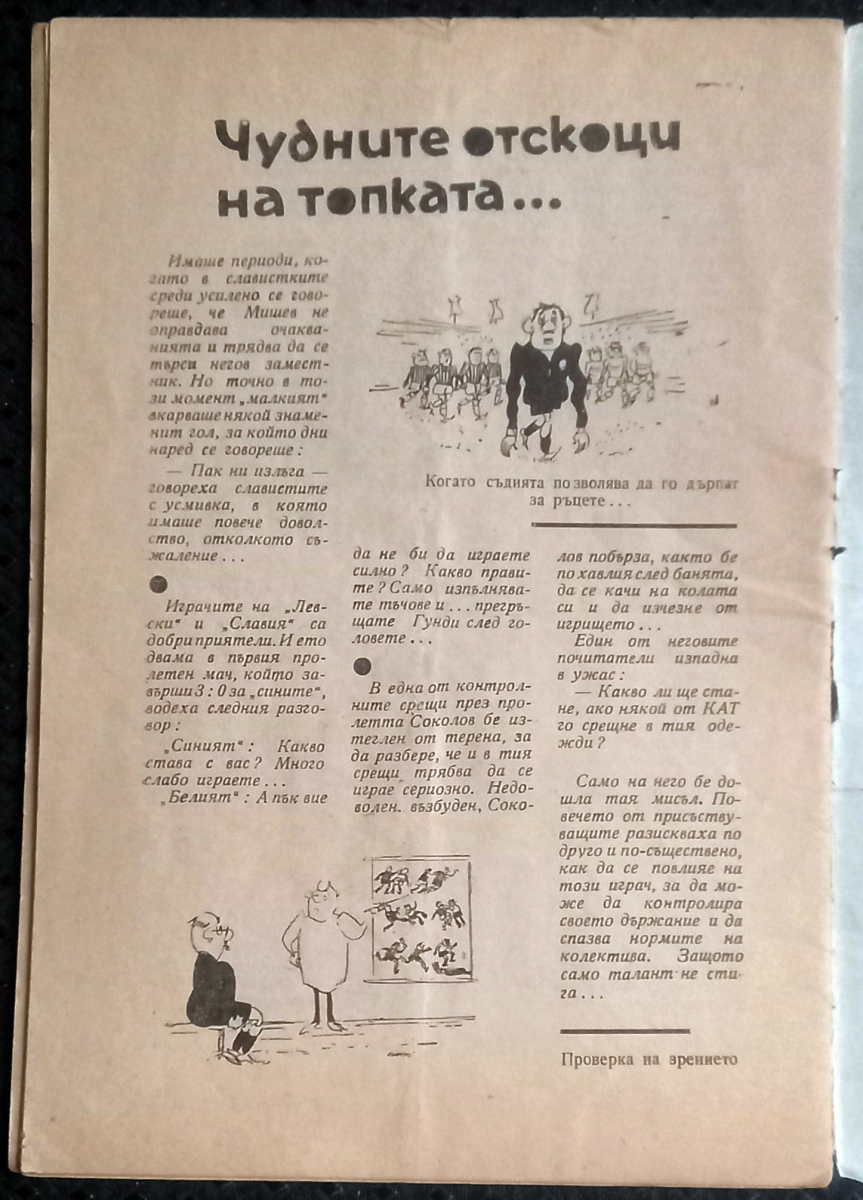 Чудните отскоци
на топката...
Имаше периоди, ко-
гато в славистките
среди усилено се гово-
реше, че Мишев не
оправдава очаква-
нията и трябва да се
търси негов замест-
ник. Но точно в то-
зи момент „малкият“
вкарваше някой знаме-
нит гол, за който дни
наред се говореше:
— Пак ни излъга —
говореха славистите
с усмивка, в която
имаше повече довол-
ство, отколкото съ-
жаление...
Играчите на „Лев-
ски“ и „Славия“ са
добри приятели. И ето
двама в първия про-
летен мач, който за-
върши 3:0 за „сините“,
водеха следния разго-
вор:
„Синият“: Какво
става с вас? Много
слабо играете...
„Белият“: А пък вие
Когато съдията позволява да го дърпат
за ръцете...
да не би да играете
силно? Какво прави-
те? Само изпълнява-
те тъчове и... прегръ-
щате Гунди след го-
ловете...
В една от контрол-
ните срещи през про-
летта Соколов бе из-
теглен от терена, за
да разбере, че и в тия
срещи трябва да се
играе сериозно. Недо-
волен. възбуден, Соко-
лов побърза, както бе
по хавлия след банята,
да се качи на колата
си и да изчезне от
игрището...
Един от неговите
почитатели изпадна
в ужас:
— Какво ли ще ста-
не, ако някой от КАТ
го срещне в тия оде-
жди?
Само на него бе до-
шла тая мисъл. По-
вечето от присъству-
ващите разискваха по
друго и по-съществено,
как да се повлияе на
този играч, за да мо-
же да контролира
своето държание и да
спазва нормите на
колектива. Защото
само талант не сти-
га...
Проверка на зрението